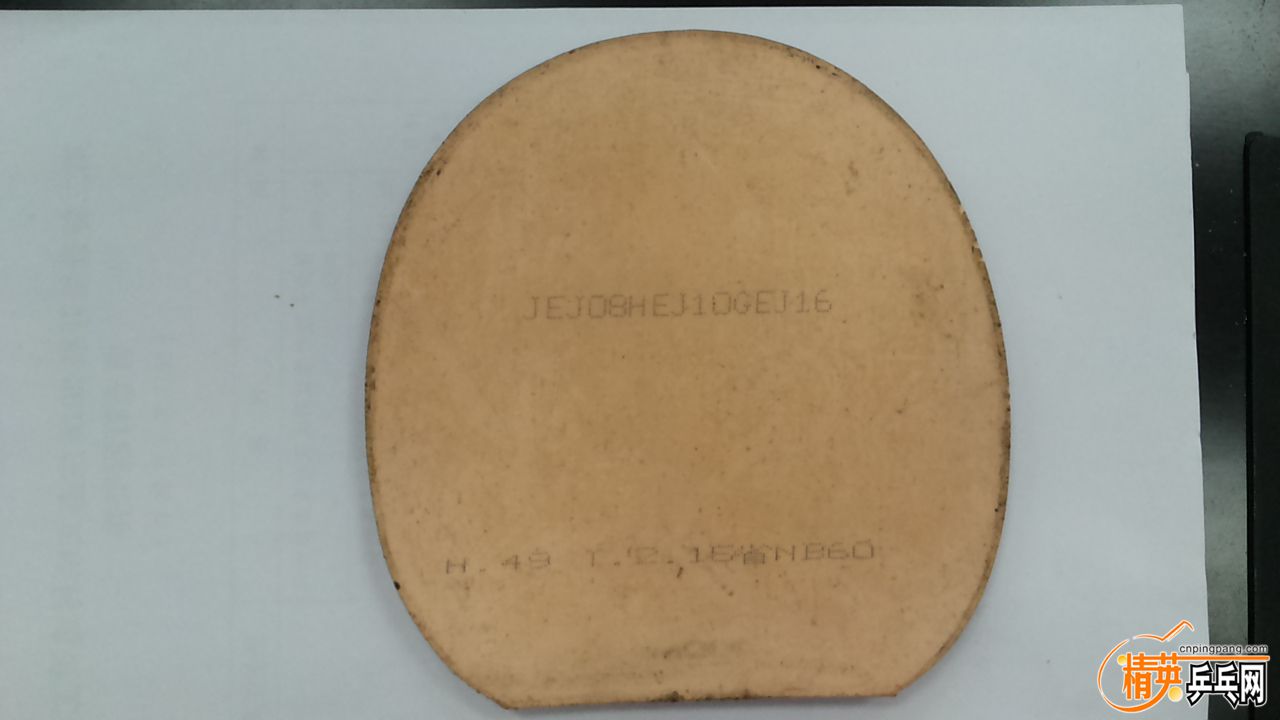 JEJ08HEJ10GEJ16
H.49 T.2.15省NB60
cnpingpang.com
精英乒乓网